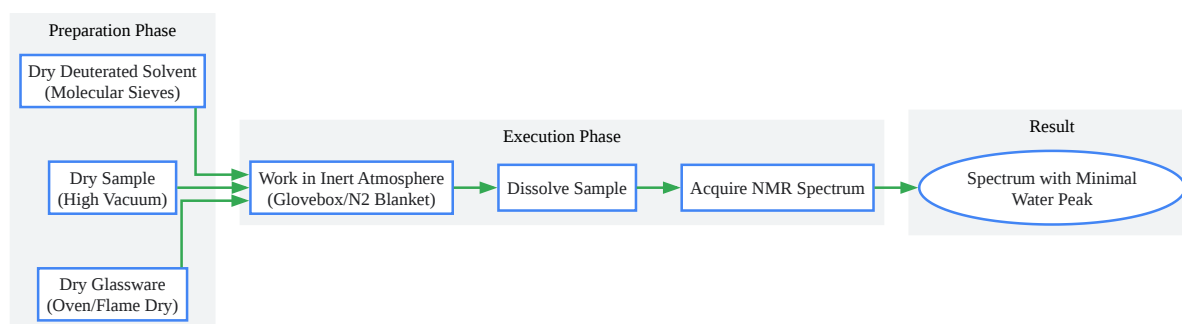 Preparation Phase
Dry Deuterated Solvent
(Molecular Sieves)
Dry Sample
(High Vacuum)
Dry Glassware
(Oven/Flame Dry)
Execution Phase
Work in Inert Atmosphere
(Glovebox/N2 Blanket)
Dissolve Sample
Acquire NMR Spectrum
Result
Spectrum with Minimal
Water Peak